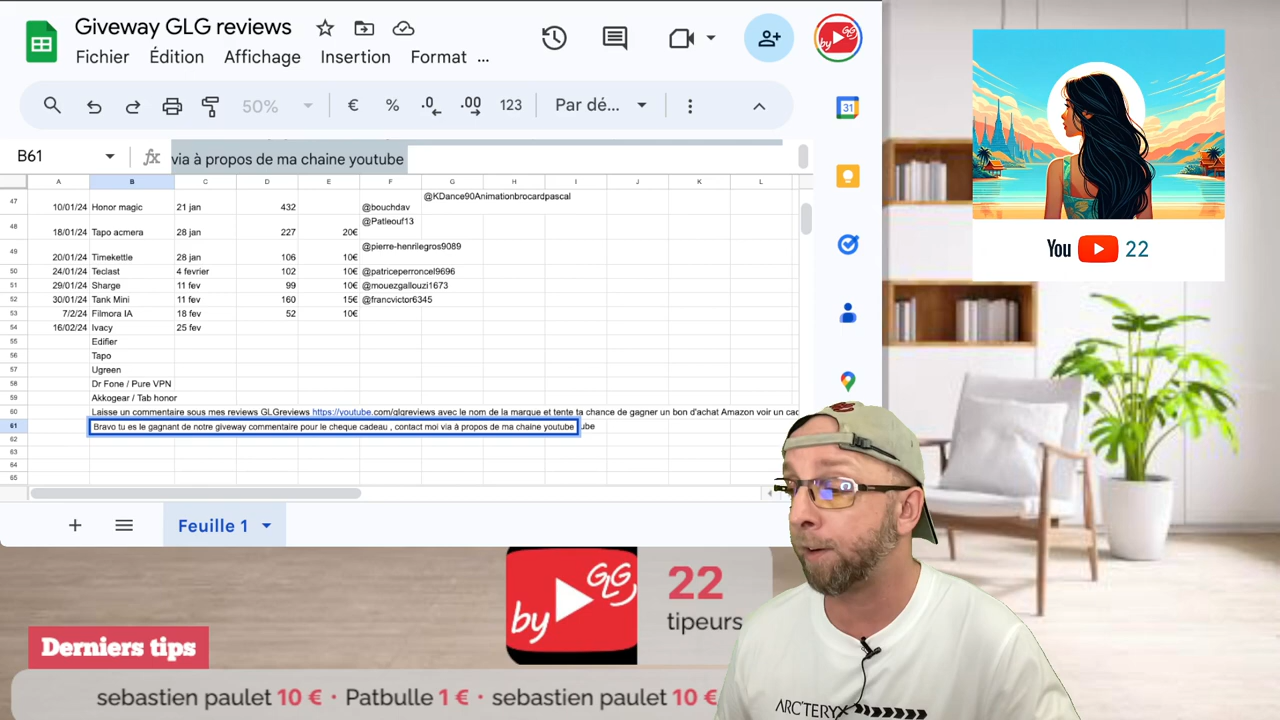 Giveway GLG reviews
Fichier Édition Affichage Insertion Format ...
50% € % .0 .00 123 Par dé...
B61 fx via à propos de ma chaine youtube
A B C D E F G H I J K L
@KDance90Animationbrocardpascal
47 10/01/24 Honor magic 21 jan 432 @bouchdav
@Patleouf13
48 18/01/24 Tapo acmera 28 jan 227 20€
@pierre-henrilegros9089
49 20/01/24 Timekettle 28 jan 106 10€
50 24/01/24 Teclast 4 fevrier 102 10€ @patriceperroncel9696
51 29/01/24 Sharge 11 fev 99 10€ @mouezgallouzi1673
52 30/01/24 Tank Mini 11 fev 160 15€ @francvictor6345
53 7/2/24 Filmora IA 18 fev 52 10€
54 16/02/24 Ivacy 25 fev
55 Edifier
56 Tapo
57 Ugreen
58 Dr Fone / Pure VPN
59 Akkogear / Tab honor
60 Laisse un commentaire sous mes reviews GLGreviews https://youtube.com/glgreviews avec le nom de la marque et tente ta chance de gagner un bon d'achat Amazon voir un cad
61 Bravo tu es le gagnant de notre giveway commentaire pour le cheque cadeau , contact moi via à propos de ma chaine youtube ube
62
63
64
65
Feuille 1
31
by
You 22
by GLG
22
tipeurs
Derniers tips
sebastien paulet 10 € · Patbulle 1 € · sebastien paulet 10 €
ARC'TERYX